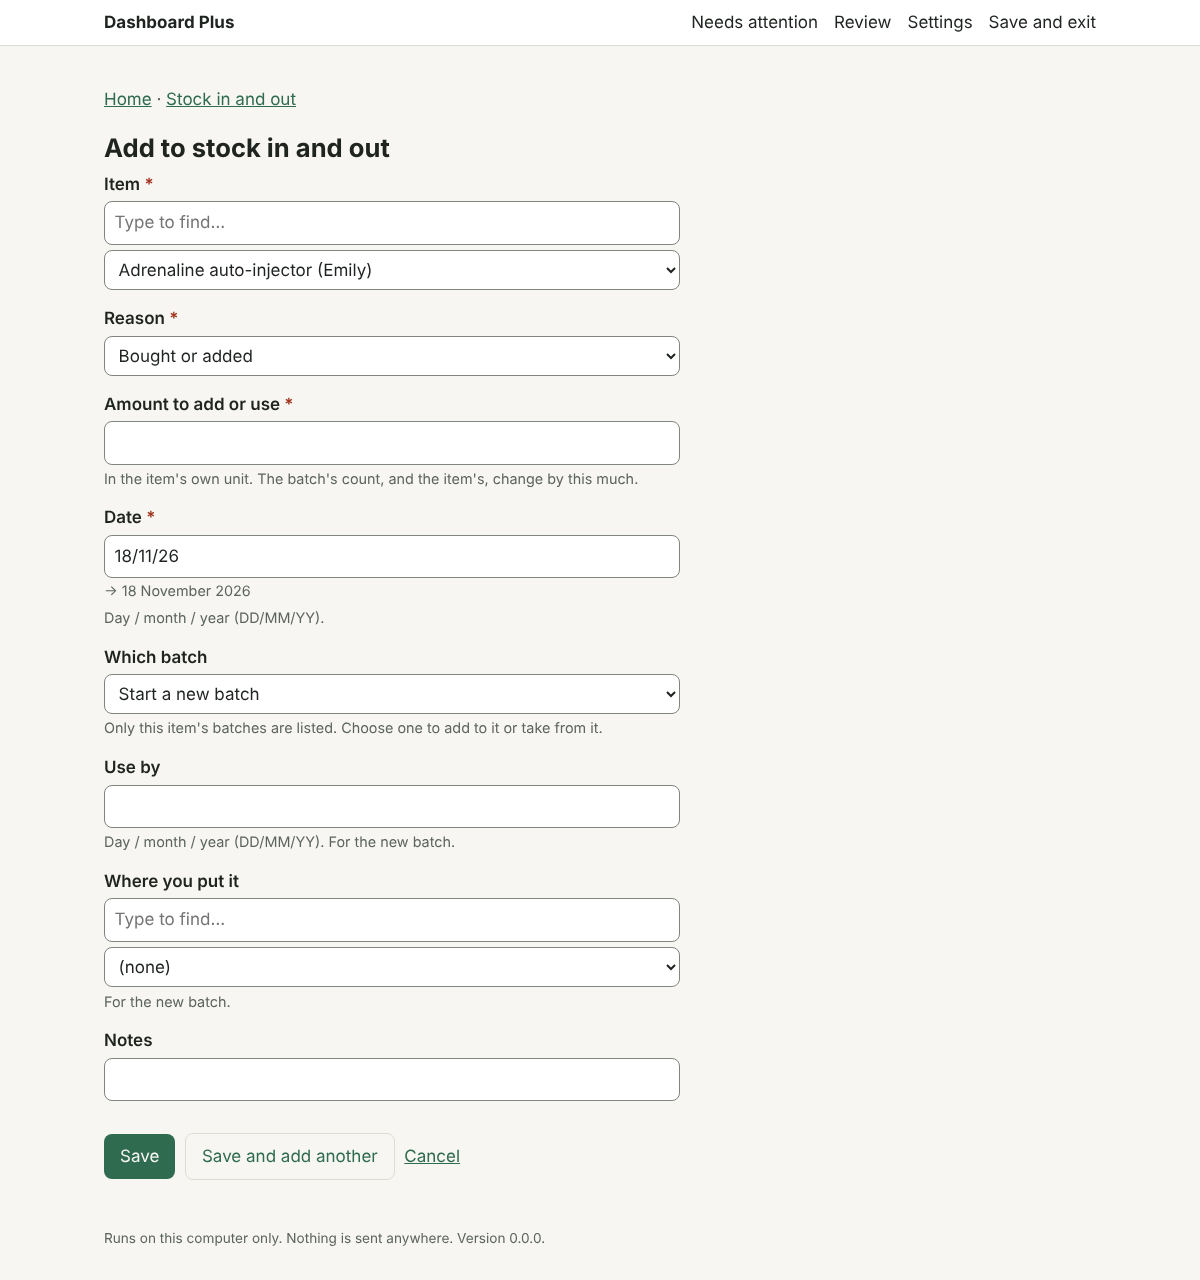 Dashboard Plus
Needs attention Review Settings Save and exit
Home · Stock in and out
Add to stock in and out
Item *
Type to find...
Adrenaline auto-injector (Emily)
Reason *
Bought or added
Amount to add or use *
In the item's own unit. The batch's count, and the item's, change by this much.
Date *
18/11/26
→ 18 November 2026
Day / month / year (DD/MM/YY).
Which batch
Start a new batch
Only this item's batches are listed. Choose one to add to it or take from it.
Use by
Day / month / year (DD/MM/YY). For the new batch.
Where you put it
Type to find...
(none)
For the new batch.
Notes
Save Save and add another Cancel
Runs on this computer only. Nothing is sent anywhere. Version 0.0.0.